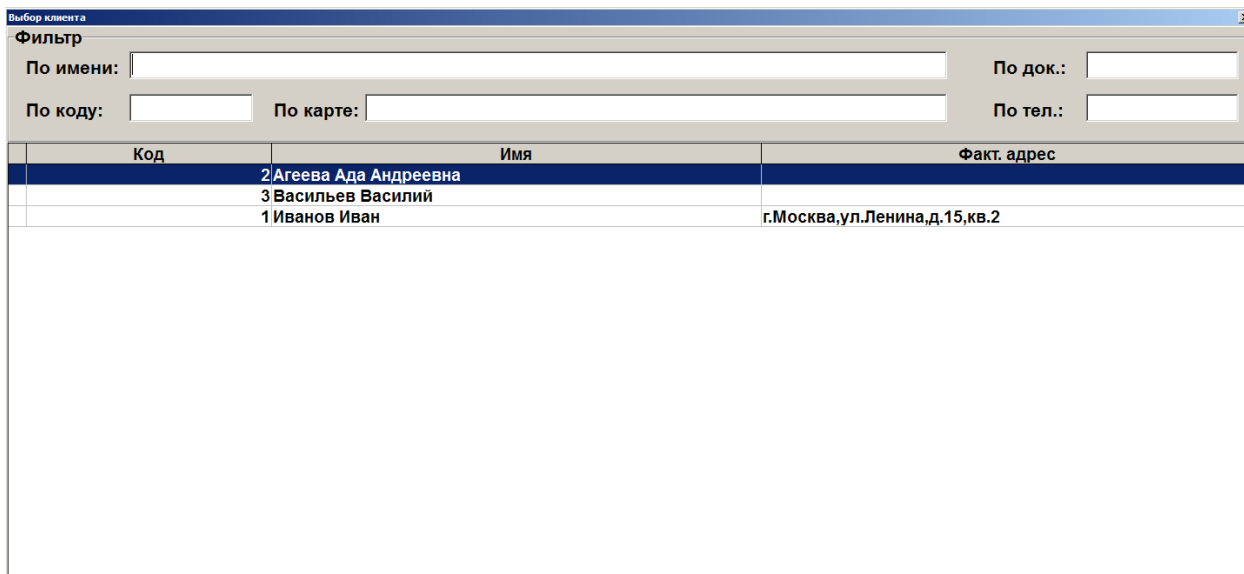 Выбор клиента
Фильтр
По имени: По док.:
По коду: По карте: По тел.:
Код Имя Факт. адрес
2 Агеева Ада Андреевна
3 Васильев Василий
1 Иванов Иван г.Москва,ул.Ленина,д.15,кв.2